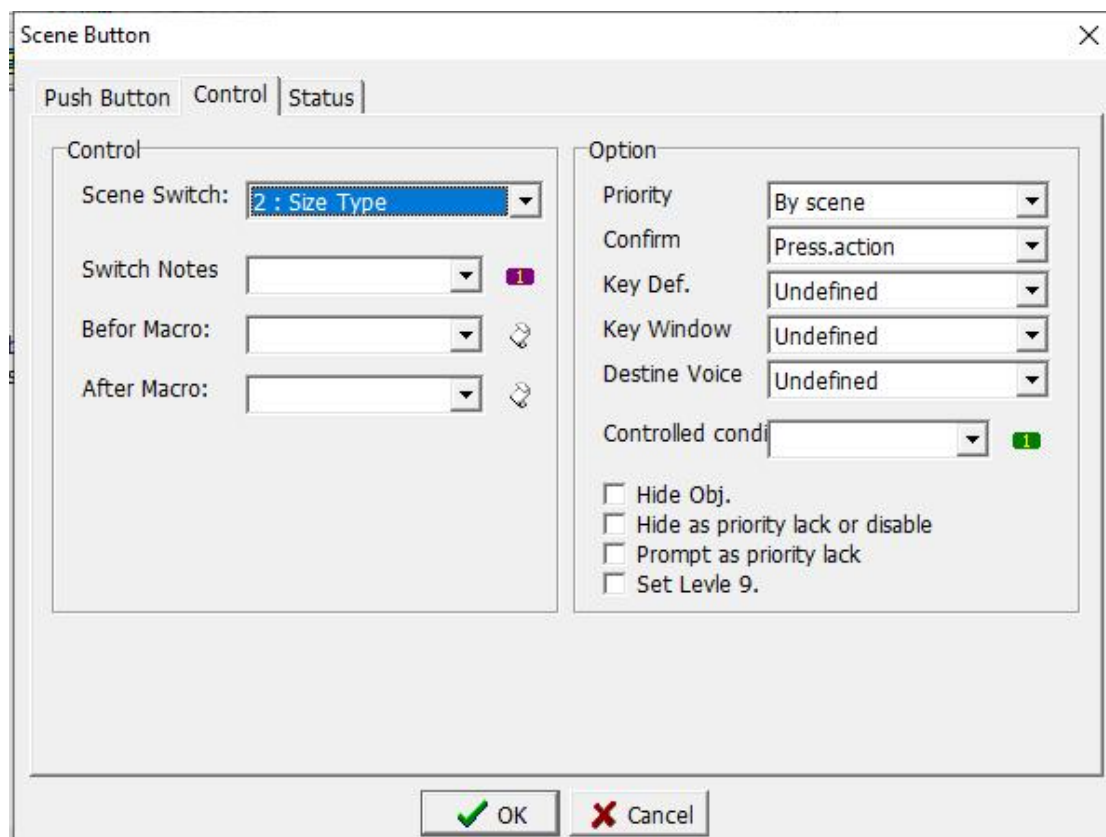 Scene Button
Push Button Control Status
Control
Scene Switch: 2 : Size Type
Switch Notes 1
Befor Macro:
After Macro:
Option
Priority By scene
Confirm Press.action
Key Def. Undefined
Key Window Undefined
Destine Voice Undefined
Controlled condi 1
Hide Obj.
Hide as priority lack or disable
Prompt as priority lack
Set Levle 9.
OK Cancel